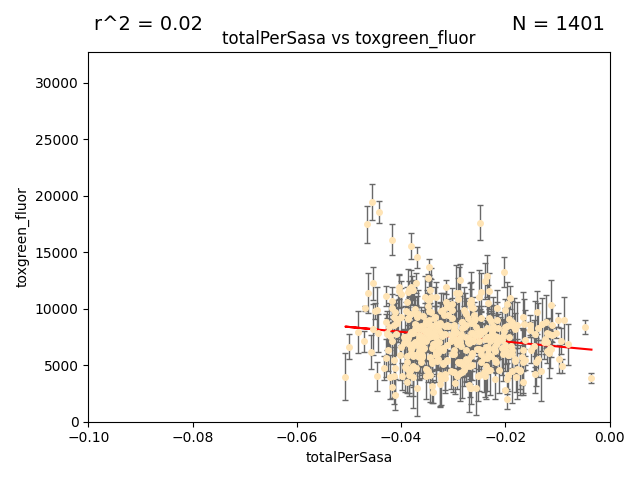 r^2 = 0.02
N = 1401
totalPerSasa vs toxgreen_fluor
30000
25000
20000
15000
10000
5000
0
toxgreen_fluor
−0.10
−0.08
−0.06
−0.04
−0.02
0.00
totalPerSasa